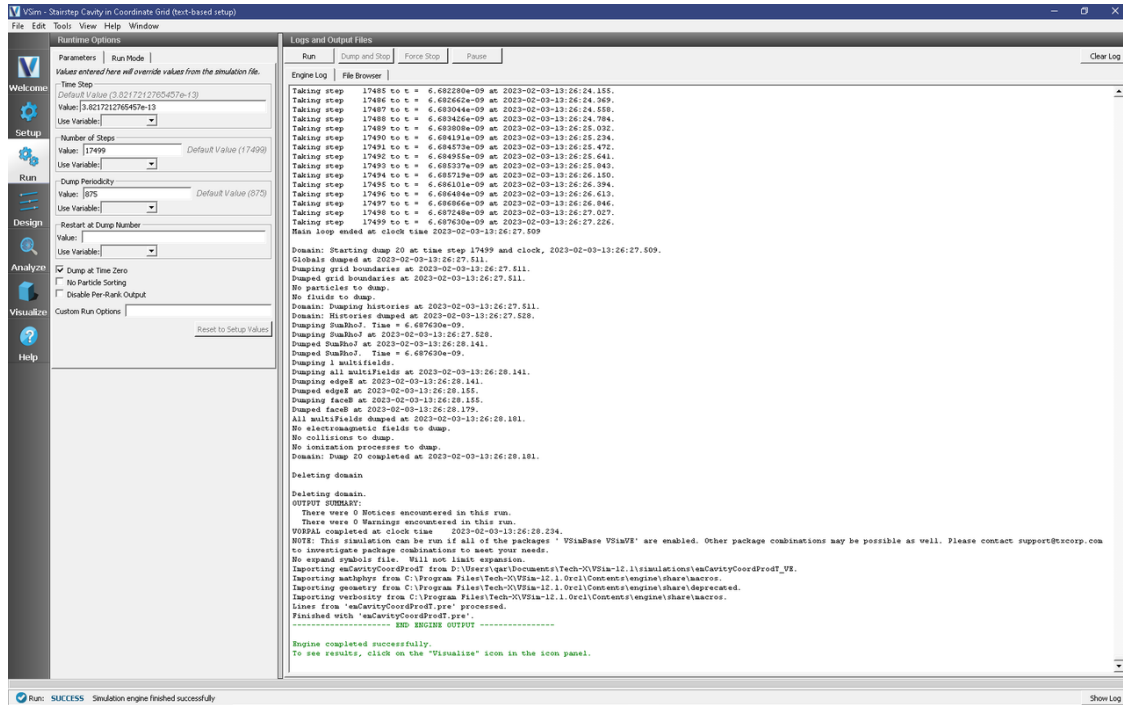 VSim - Stairstep Cavity in Coordinate Grid (text-based setup)
File Edit Tools View Help Window
Welcome
Setup
Run
Design
Analyze
Visualize
Help
Runtime Options
Parameters Run Mode
Values entered here will override values from the simulation file.
Time Step
Default Value (3.8217212765457e-13)
Value: 3.8217212765457e-13
Use Variable:
Number of Steps
Value: 17499 Default Value (17499)
Use Variable:
Dump Periodicity
Value: 875 Default Value (875)
Use Variable:
Restart at Dump Number
Value:
Use Variable:
Dump at Time Zero
No Particle Sorting
Disable Per-Rank Output
Custom Run Options
Reset to Setup Values
Logs and Output Files
Run Dump and Stop Force Stop Pause Clear Log
Engine Log File Browser
Taking step 17485 to t = 6.682280e-09 at 2023-02-03-13:26:24.155.
Taking step 17486 to t = 6.682662e-09 at 2023-02-03-13:26:24.369.
Taking step 17487 to t = 6.683044e-09 at 2023-02-03-13:26:24.558.
Taking step 17488 to t = 6.683426e-09 at 2023-02-03-13:26:24.784.
Taking step 17489 to t = 6.683808e-09 at 2023-02-03-13:26:25.032.
Taking step 17490 to t = 6.684191e-09 at 2023-02-03-13:26:25.234.
Taking step 17491 to t = 6.684573e-09 at 2023-02-03-13:26:25.472.
Taking step 17492 to t = 6.684955e-09 at 2023-02-03-13:26:25.641.
Taking step 17493 to t = 6.685337e-09 at 2023-02-03-13:26:25.843.
Taking step 17494 to t = 6.685719e-09 at 2023-02-03-13:26:26.150.
Taking step 17495 to t = 6.686101e-09 at 2023-02-03-13:26:26.394.
Taking step 17496 to t = 6.686484e-09 at 2023-02-03-13:26:26.613.
Taking step 17497 to t = 6.686866e-09 at 2023-02-03-13:26:26.846.
Taking step 17498 to t = 6.687248e-09 at 2023-02-03-13:26:27.027.
Taking step 17499 to t = 6.687630e-09 at 2023-02-03-13:26:27.226.
Main loop ended at clock time 2023-02-03-13:26:27.509
Domain: Starting dump 20 at time step 17499 and clock, 2023-02-03-13:26:27.509.
Globals dumped at 2023-02-03-13:26:27.511.
Dumping grid boundaries at 2023-02-03-13:26:27.511.
Dumped grid boundaries at 2023-02-03-13:26:27.511.
No particles to dump.
No fluids to dump.
Domain: Dumping histories at 2023-02-03-13:26:27.511.
Domain: Histories dumped at 2023-02-03-13:26:27.528.
Dumping SumRhoJ. Time = 6.687630e-09.
Dumping SumRhoJ at 2023-02-03-13:26:27.528.
Dumped SumRhoJ at 2023-02-03-13:26:28.141.
Dumped SumRhoJ. Time = 6.687630e-09.
Dumping 1 multifields.
Dumping all multiFields at 2023-02-03-13:26:28.141.
Dumping edgeE at 2023-02-03-13:26:28.141.
Dumped edgeE at 2023-02-03-13:26:28.155.
Dumping faceB at 2023-02-03-13:26:28.155.
Dumped faceB at 2023-02-03-13:26:28.179.
All multiFields dumped at 2023-02-03-13:26:28.181.
No electromagnetic fields to dump.
No collisions to dump.
No ionization processes to dump.
Domain: Dump 20 completed at 2023-02-03-13:26:28.181.
Deleting domain
Deleting domain.
OUTPUT SUMMARY:
There were 0 Notices encountered in this run.
There were 0 Warnings encountered in this run.
VORPAL completed at clock time 2023-02-03-13:26:28.234.
NOTE: This simulation can be run if all of the packages ' VSimBase VSimVE' are enabled. Other package combinations may be possible as well. Please contact support@txcorp.com
to investigate package combinations to meet your needs.
No expand symbols file. Will not limit expansion.
Importing emCavityCoordProdT from D:\Users\qar\Documents\Tech-X\VSim-12.1\simulations\emCavityCoordProdT_VE.
Importing mathphys from C:\Program Files\Tech-X\VSim-12.1.0rc1\Contents\engine\share\macros.
Importing geometry from C:\Program Files\Tech-X\VSim-12.1.0rc1\Contents\engine\share\deprecated.
Importing verbosity from C:\Program Files\Tech-X\VSim-12.1.0rc1\Contents\engine\share\macros.
Lines from 'emCavityCoordProdT.pre' processed.
Finished with 'emCavityCoordProdT.pre'.
--------------------- END ENGINE OUTPUT ----------------
Engine completed successfully.
To see results, click on the "Visualize" icon in the icon panel.
Run: SUCCESS Simulation engine finished successfully Show Log